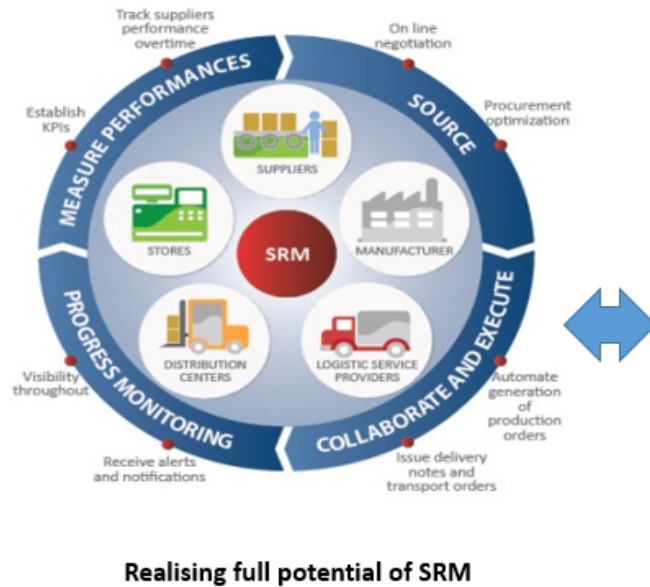 Track suppliers
performance
overtime
On line
negotiation
Establish
KPIs
Procurement
optimization
MEASURE PERFORMANCES
SOURCE
SUPPLIERS
STORES
SRM
MANUFACTURER
DISTRIBUTION
CENTERS
LOGISTIC SERVICE
PROVIDERS
PROGRESS MONITORING
COLLABORATE AND EXECUTE
Visibility
throughout
Automate
generation
of
production
orders
Receive alerts
and notifications
Issue delivery
notes and
transport orders
Realising full potential of SRM